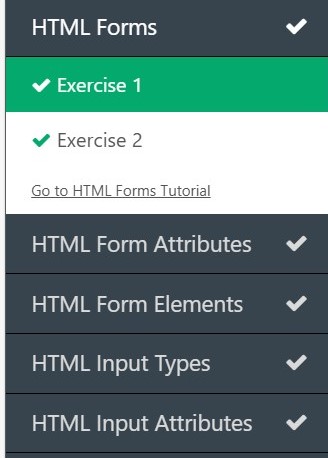 HTML Forms
Exercise 1
Exercise 2
Go to HTML Forms Tutorial
HTML Form Attributes
HTML Form Elements
HTML Input Types
HTML Input Attributes